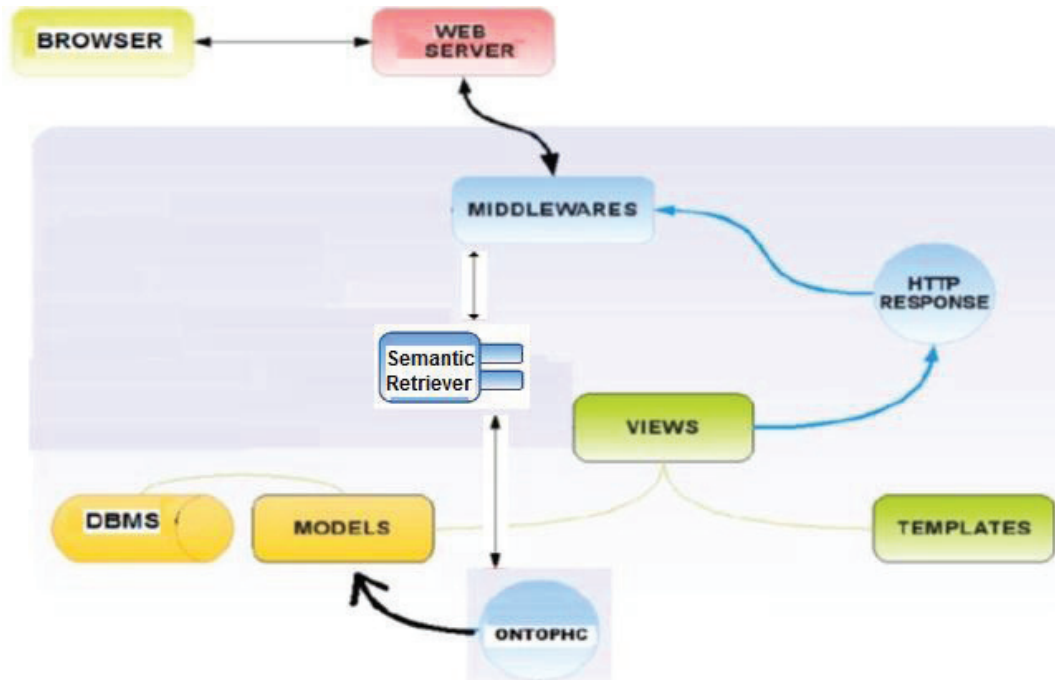 BROWSER
WEB
SERVER
MIDDLEWARES
HTTP
RESPONSE
Semantic
Retriever
VIEWS
DBMS
MODELS
TEMPLATES
ONTOPHC